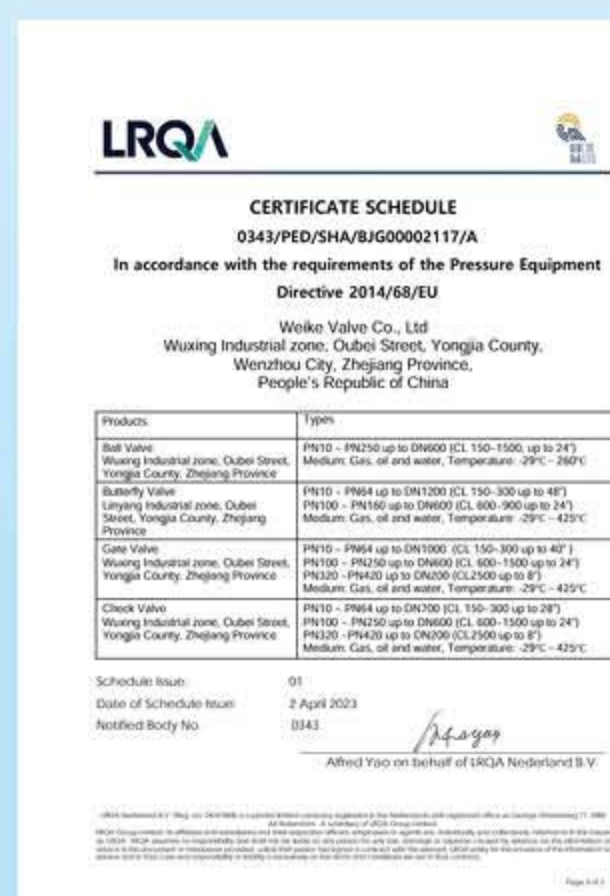 LRQA
CERTIFICATE SCHEDULE
0343/PED/SHA/BJG00002117/A
In accordance with the requirements of the Pressure Equipment
Directive 2014/68/EU
Weike Valve Co., Ltd
Wuxing Industrial zone, Oubei Street, Yongjia County,
Wenzhou City, Zhejiang Province,
People's Republic of China
Products
Types
Ball Valve
Wuxing Industrial zone, Oubei Street,
Yongjia County, Zhejiang Province
PN10 – PN250 up to DN600 (CL 150-1500, up to 24")
Medium: Gas, oil and water, Temperature: -29°C - 260°C
Butterfly Valve
Linyang Industrial zone, Oubei
Street, Yongjia County, Zhejiang
Province
PN10 – PN64 up to DN1200 (CL 150-300 up to 48")
PN100 – PN160 up to DN600 (CL 600-900 up to 24")
Medium: Gas, oil and water, Temperature: -29°C - 425°C
Gate Valve
Wuxing Industrial zone, Oubei Street,
Yongjia County, Zhejiang Province
PN10 – PN64 up to DN1000 (CL 150-300 up to 40")
PN100 – PN250 up to DN600 (CL 600-1500 up to 24")
PN320 - PN420 up to DN200 (CL2500 up to 8")
Medium: Gas, oil and water, Temperature: -29°C - 425°C
Check Valve
Wuxing Industrial zone, Oubei Street,
Yongjia County, Zhejiang Province
PN10 – PN64 up to DN700 (CL 150-300 up to 28")
PN100 – PN250 up to DN600 (CL 600-1500 up to 24")
PN320 - PN420 up to DN200 (CL2500 up to 8")
Medium: Gas, oil and water, Temperature: -29°C - 425°C
Schedule Issue 01
Date of Schedule Issue 2 April 2023
Notified Body No. 0343
Alfred Yao on behalf of LRQA Nederland B.V.